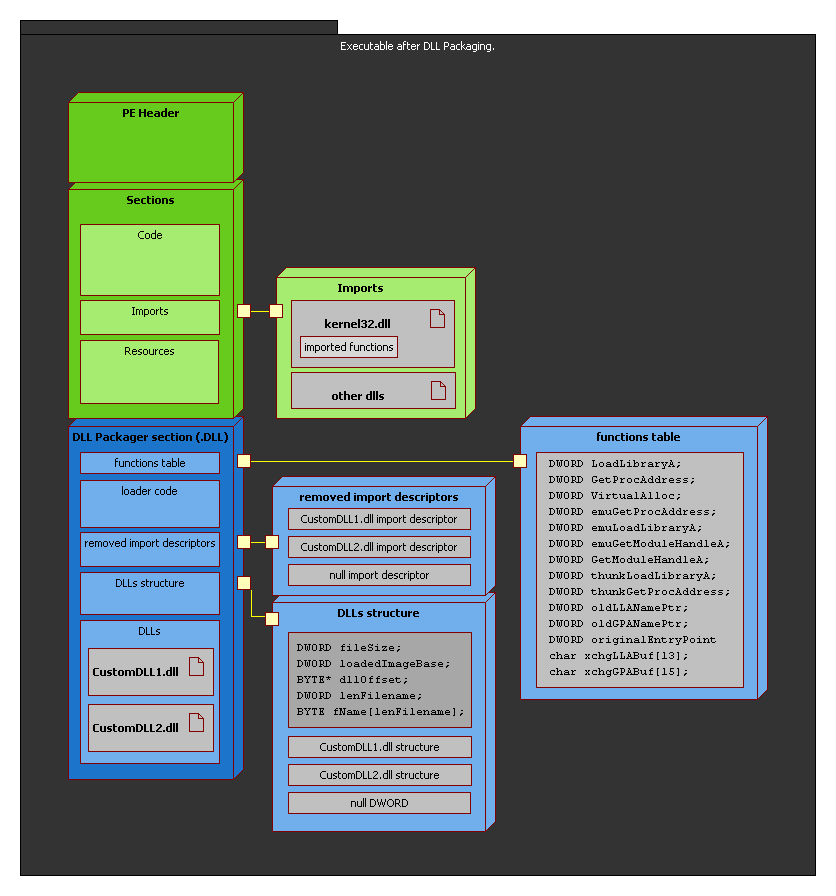 Executable after DLL Packaging.
PE Header
Sections
Code
Imports
Resources
Imports
kernel32.dll
imported functions
other dlls
DLL Packager section (.DLL)
functions table
loader code
removed import descriptors
DLLs structure
DLLs
CustomDLL1.dll
CustomDLL2.dll
removed import descriptors
CustomDLL1.dll import descriptor
CustomDLL2.dll import descriptor
null import descriptor
DLLs structure
DWORD fileSize;
DWORD loadedImageBase;
BYTE* dllOffset;
DWORD lenFilename;
BYTE fName[lenFilename];
CustomDLL1.dll structure
CustomDLL2.dll structure
null DWORD
functions table
DWORD LoadLibraryA;
DWORD GetProcAddress;
DWORD VirtualAlloc;
DWORD emuGetProcAddress;
DWORD emuLoadLibraryA;
DWORD emuGetModuleHandleA;
DWORD GetModuleHandleA;
DWORD thunkLoadLibraryA;
DWORD thunkGetProcAddress;
DWORD oldLLANamePtr;
DWORD oldGPANamePtr;
DWORD originalEntryPoint
char xchgLLABuf[13];
char xchgGPABuf[15];